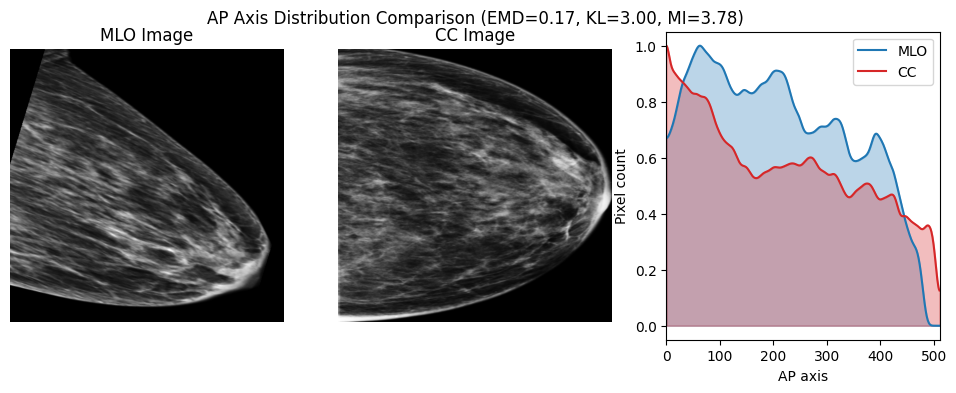 AP Axis Distribution Comparison (EMD=0.17, KL=3.00, MI=3.78)
MLO Image
CC Image
MLO
CC
Pixel count
1.0
0.8
0.6
0.4
0.2
0.0
0 100 200 300 400 500
AP axis